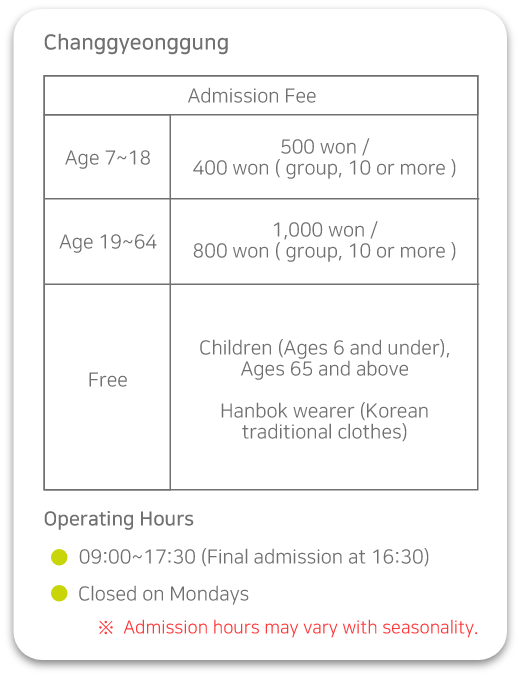 Changgyeonggung
Admission Fee
Age 7~18
500 won /
400 won ( group, 10 or more )
Age 19~64
1,000 won /
800 won ( group, 10 or more )
Free
Children (Ages 6 and under),
Ages 65 and above
Hanbok wearer (Korean
traditional clothes)
Operating Hours
09:00~17:30 (Final admission at 16:30)
Closed on Mondays
※ Admission hours may vary with seasonality.